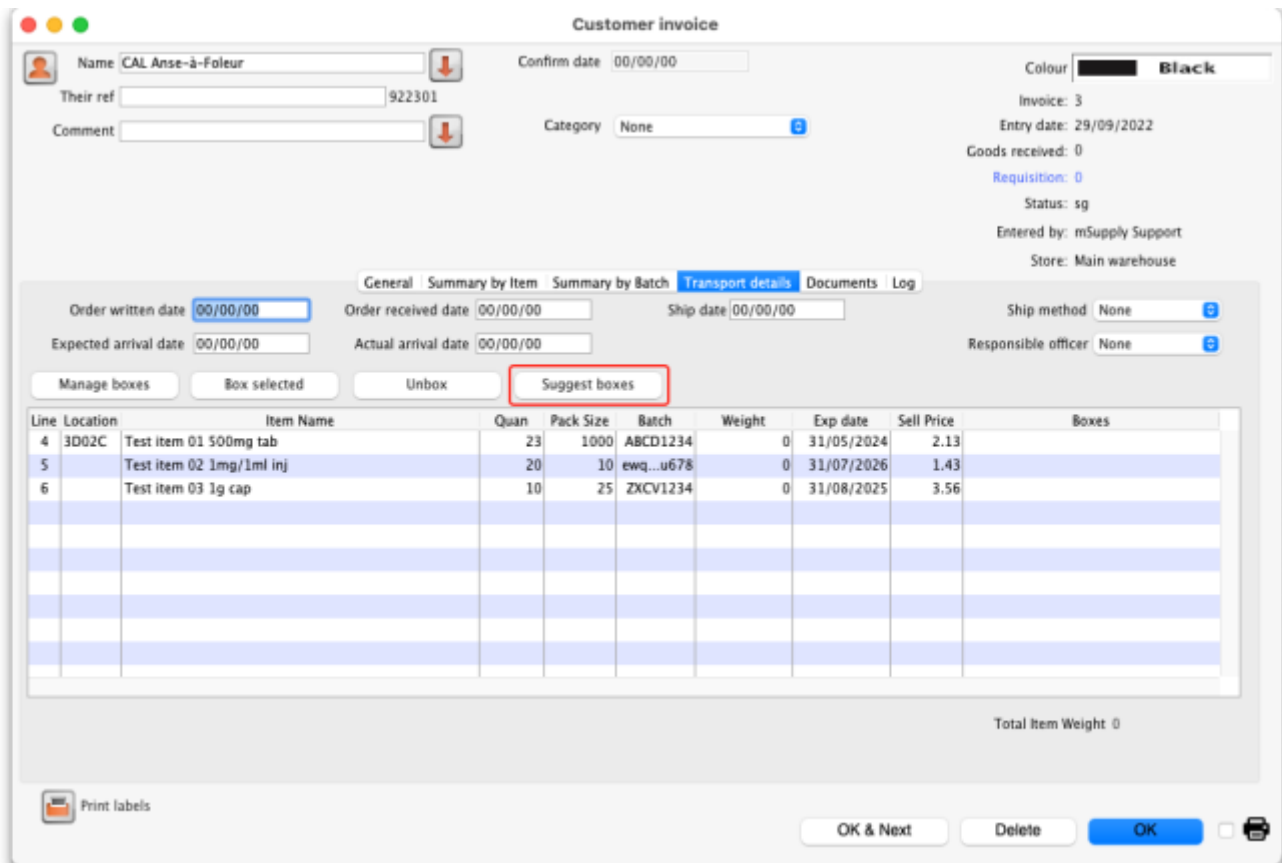 Customer invoice
Name CAL Anse-à-Foleur Confirm date 00/00/00 Colour Black
Their ref 922301 Invoice: 3
Comment Category None Entry date: 29/09/2022
Goods received: 0
Requisition: 0
Status: sg
Entered by: mSupply Support
Store: Main warehouse
General Summary by Item Summary by Batch Transport details Documents Log
Order written date 00/00/00 Order received date 00/00/00 Ship date 00/00/00 Ship method None
Expected arrival date 00/00/00 Actual arrival date 00/00/00 Responsible officer None
Manage boxes Box selected Unbox Suggest boxes
Line Location Item Name Quan Pack Size Batch Weight Exp date Sell Price Boxes
4 3D02C Test item 01 500mg tab 23 1000 ABCD1234 0 31/05/2024 2.13
5 Test item 02 1mg/1ml inj 20 10 ewq...u678 0 31/07/2026 1.43
6 Test item 03 1g cap 10 25 ZXCV1234 0 31/08/2025 3.56
Total Item Weight 0
Print labels
OK & Next Delete OK